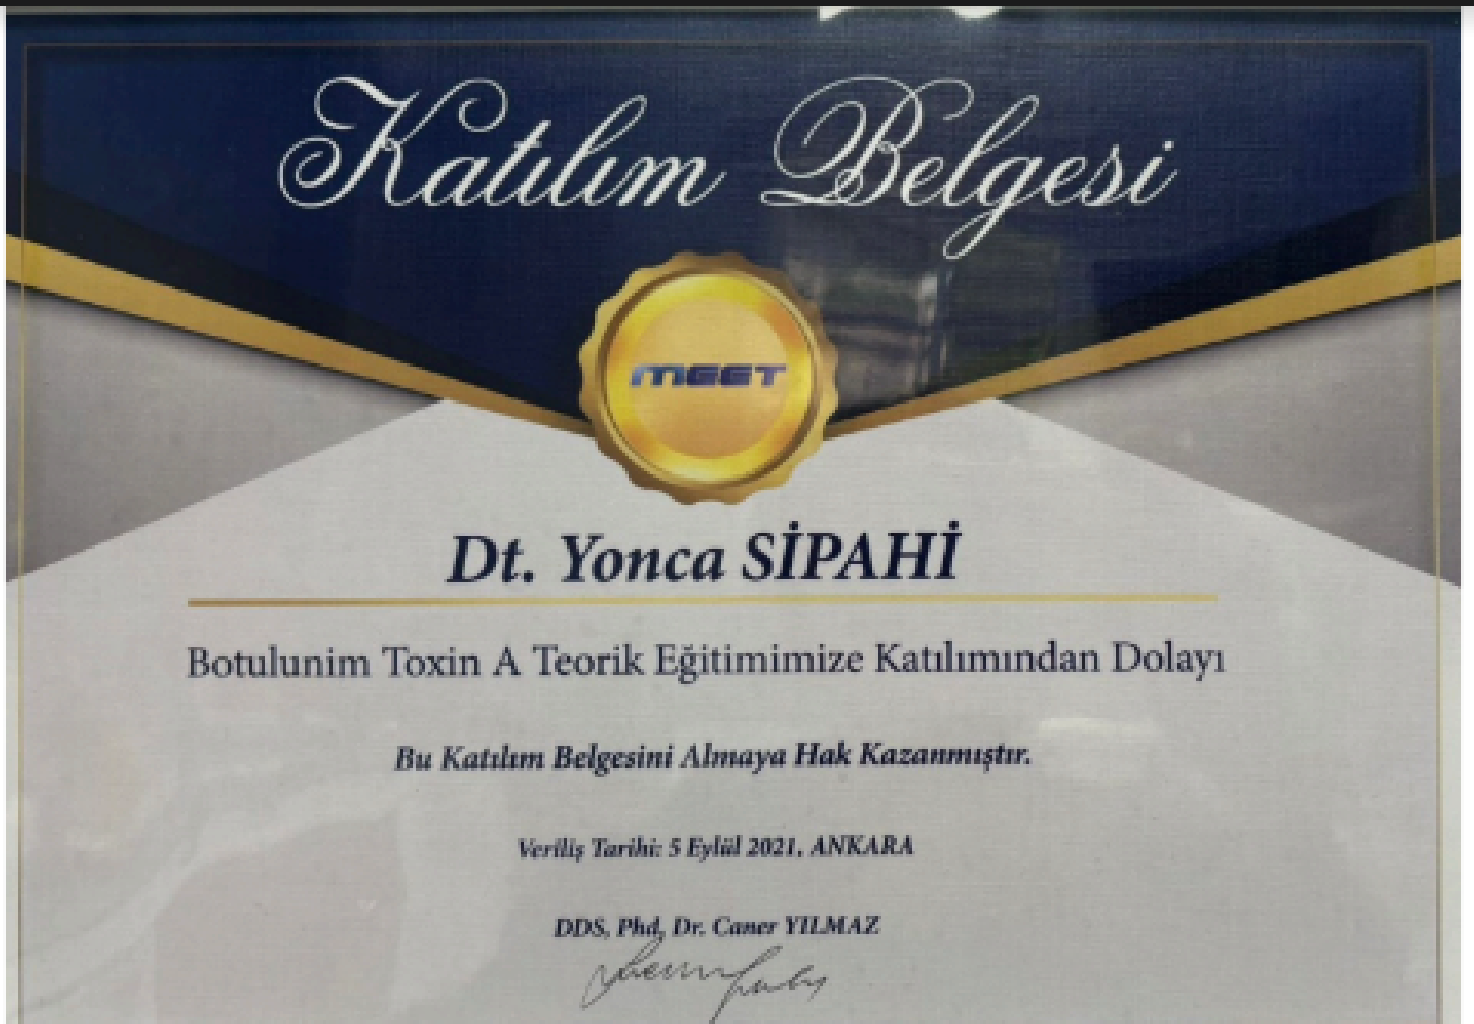 Katılım Belgesi
MEET
Dt. Yonca SİPAHİ
Botulunim Toxin A Teorik Eğitimimize Katılımından Dolayı
Bu Katılım Belgesini Almaya Hak Kazanmıştır.
Veriliş Tarihi: 5 Eylül 2021, ANKARA
DDS, Phd, Dr. Caner YILMAZ